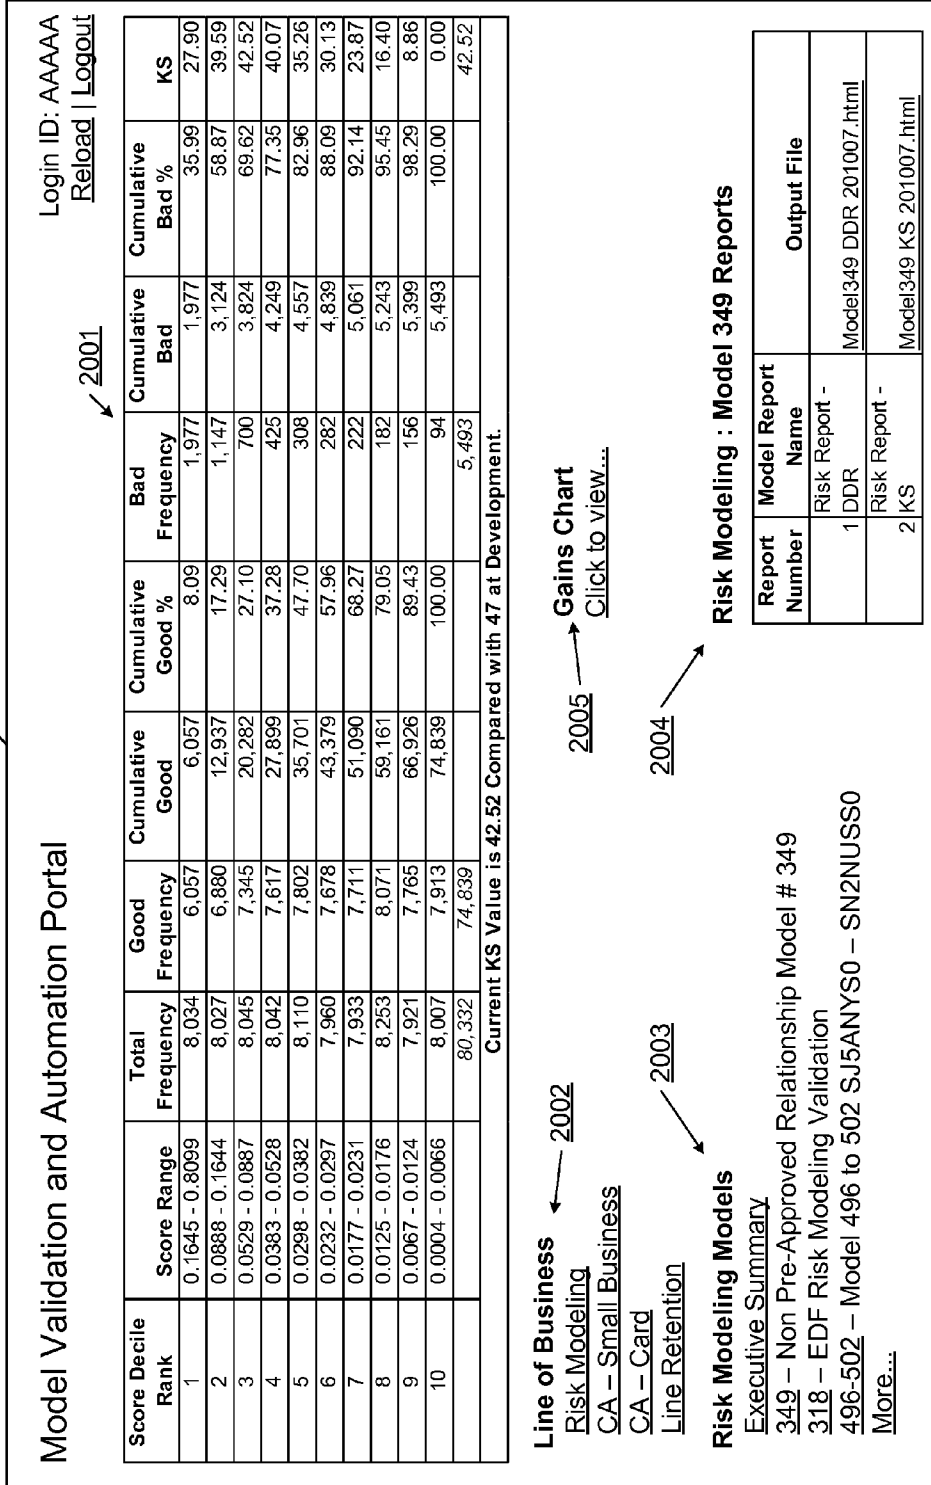 Model Validation and Automation Portal
Login ID: AAAAA
Reload | Logout
2001
Score Decile Rank | Score Range | Total Frequency | Good Frequency | Cumulative Good | Cumulative Good % | Bad Frequency | Cumulative Bad | Cumulative Bad % | KS
1 | 0.1645 - 0.8099 | 8,034 | 6,057 | 6,057 | 8.09 | 1,977 | 1,977 | 35.99 | 27.90
2 | 0.0888 - 0.1644 | 8,027 | 6,880 | 12,937 | 17.29 | 1,147 | 3,124 | 58.87 | 39.59
3 | 0.0529 - 0.0887 | 8,045 | 7,345 | 20,282 | 27.10 | 700 | 3,824 | 69.62 | 42.52
4 | 0.0383 - 0.0528 | 8,042 | 7,617 | 27,899 | 37.28 | 425 | 4,249 | 77.35 | 40.07
5 | 0.0298 - 0.0382 | 8,110 | 7,802 | 35,701 | 47.70 | 308 | 4,557 | 82.96 | 35.26
6 | 0.0232 - 0.0297 | 7,960 | 7,678 | 43,379 | 57.96 | 282 | 4,839 | 88.09 | 30.13
7 | 0.0177 - 0.0231 | 7,933 | 7,711 | 51,090 | 68.27 | 222 | 5,061 | 92.14 | 23.87
8 | 0.0125 - 0.0176 | 8,253 | 8,071 | 59,161 | 79.05 | 182 | 5,243 | 95.45 | 16.40
9 | 0.0067 - 0.0124 | 7,921 | 7,765 | 66,926 | 89.43 | 156 | 5,399 | 98.29 | 8.86
10 | 0.0004 - 0.0066 | 8,007 | 7,913 | 74,839 | 100.00 | 94 | 5,493 | 100.00 | 0.00
80,332 | 74,839 | 5,493 | 42.52
Current KS Value is 42.52 Compared with 47 at Development.
Line of Business
2002
Risk Modeling
CA – Small Business
CA – Card
Line Retention
2005
Gains Chart
Click to view...
2003
Risk Modeling Models
Executive Summary
349 – Non Pre-Approved Relationship Model # 349
318 – EDF Risk Modeling Validation
496-502 – Model 496 to 502 SJ5ANYS0 – SN2NUSS0
More...
2004
Risk Modeling : Model 349 Reports
Report Number | Model Report Name | Output File
1 | Risk Report - DDR | Model349 DDR 201007.html
2 | Risk Report - KS | Model349 KS 201007.html